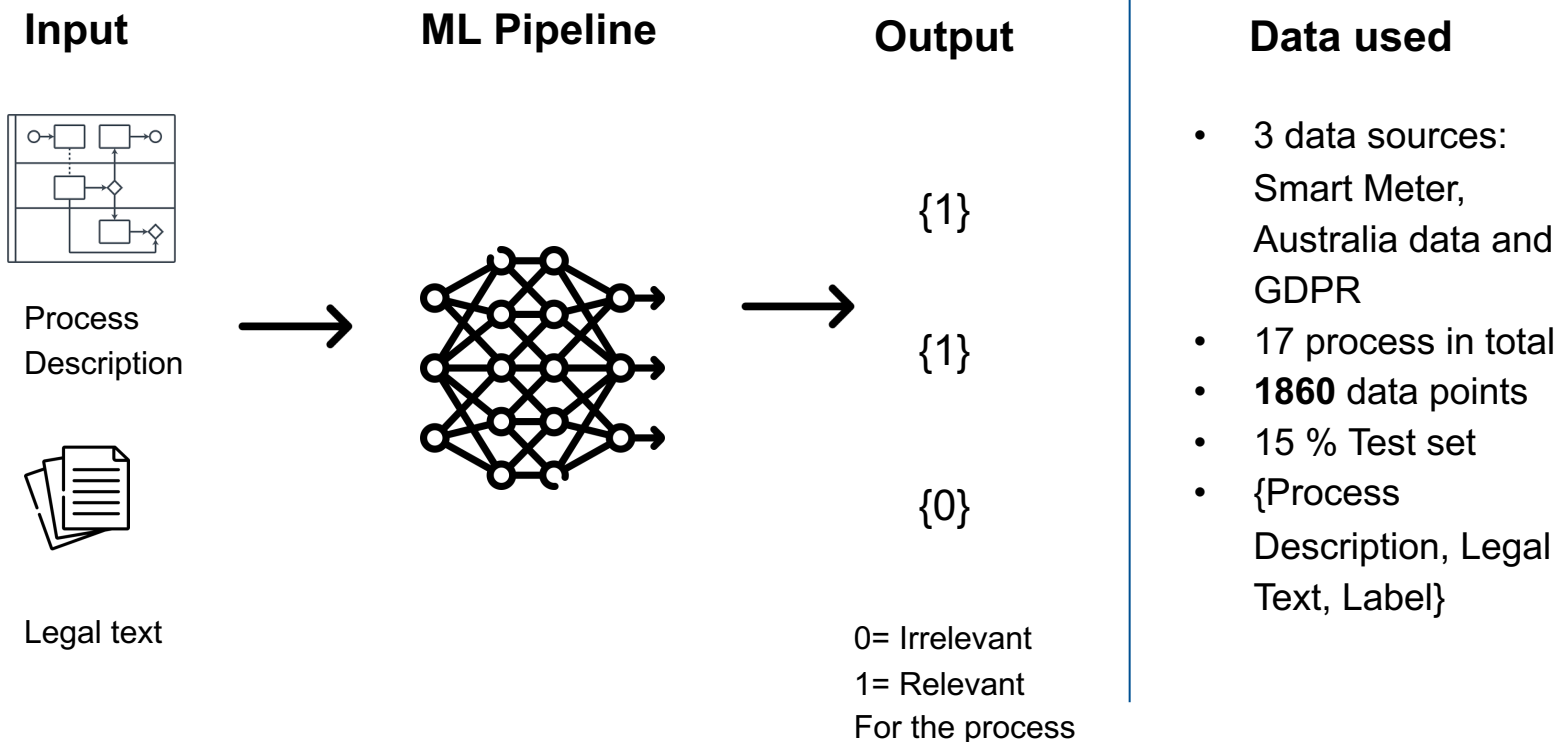 Input
ML Pipeline
Output
Data used
Process
Description
Legal text
{1}
{1}
{0}
0= Irrelevant
1= Relevant
For the process
• 3 data sources:
Smart Meter,
Australia data and
GDPR
• 17 process in total
• 1860 data points
• 15 % Test set
• {Process
Description, Legal
Text, Label}